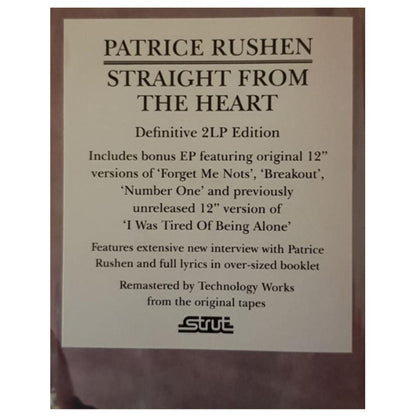 PATRICE RUSHEN
STRAIGHT FROM
THE HEART
Definitive 2LP Edition
Includes bonus EP featuring original 12”
versions of ‘Forget Me Nots’, ‘Breakout’,
‘Number One’ and previously
unreleased 12” version of
‘I Was Tired Of Being Alone’
Features extensive new interview with Patrice
Rushen and full lyrics in over-sized booklet
Remastered by Technology Works
from the original tapes
strut